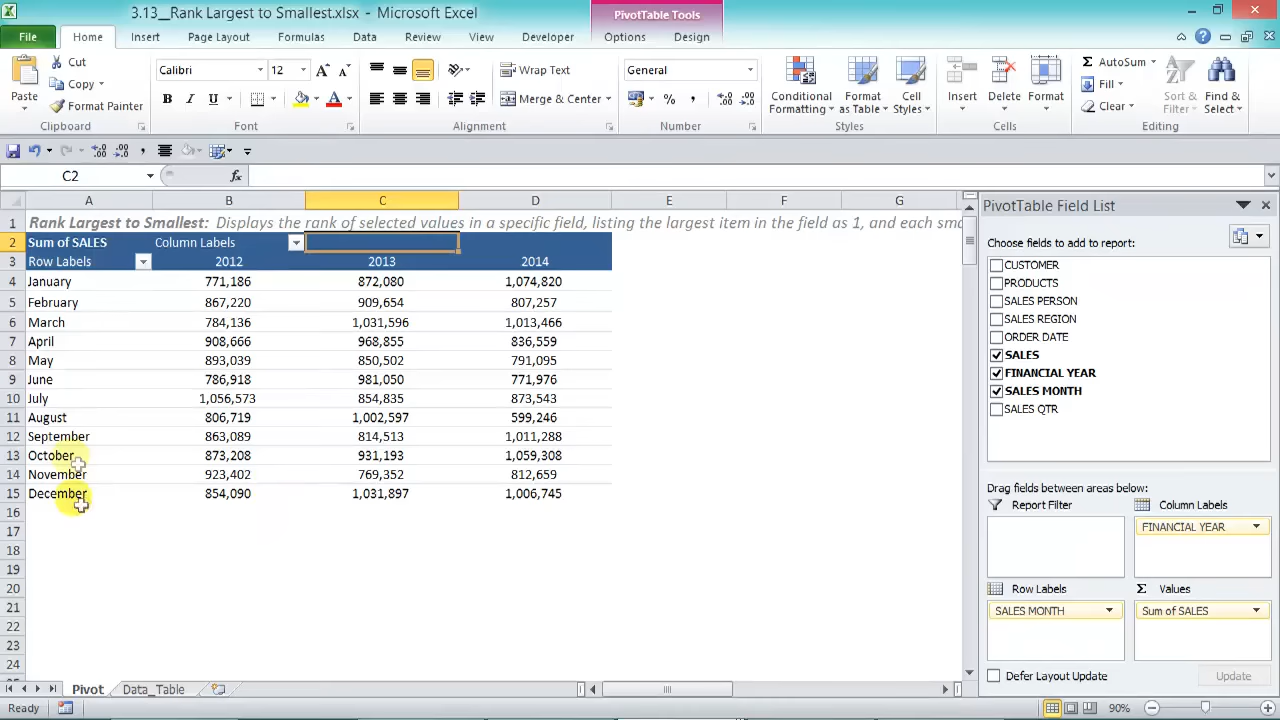 3.13__Rank Largest to Smallest.xlsx - Microsoft Excel
PivotTable Tools
File Home Insert Page Layout Formulas Data Review View Developer Options Design
Paste
Cut
Copy
Format Painter
Clipboard
Calibri 12
B I U
Font
Wrap Text
Merge & Center
Alignment
General
Number
Conditional Formatting
Format as Table
Cell Styles
Styles
Insert Delete Format
Cells
AutoSum
Fill
Clear
Sort & Filter
Find & Select
Editing
C2
fx
A B C D E F G
1 Rank Largest to Smallest: Displays the rank of selected values in a specific field, listing the largest item in the field as 1, and each sma
2 Sum of SALES Column Labels
3 Row Labels 2012 2013 2014
4 January 771,186 872,080 1,074,820
5 February 867,220 909,654 807,257
6 March 784,136 1,031,596 1,013,466
7 April 908,666 968,855 836,559
8 May 893,039 850,502 791,095
9 June 786,918 981,050 771,976
10 July 1,056,573 854,835 873,543
11 August 806,719 1,002,597 599,246
12 September 863,089 814,513 1,011,288
13 October 873,208 931,193 1,059,308
14 November 923,402 769,352 812,659
15 December 854,090 1,031,897 1,006,745
16
17
18
19
20
21
22
23
24
PivotTable Field List
Choose fields to add to report:
CUSTOMER
PRODUCTS
SALES PERSON
SALES REGION
ORDER DATE
SALES
FINANCIAL YEAR
SALES MONTH
SALES QTR
Drag fields between areas below:
Report Filter
Column Labels
FINANCIAL YEAR
Row Labels
Σ Values
SALES MONTH
Sum of SALES
Defer Layout Update
Update
Pivot Data_Table
Ready
90%